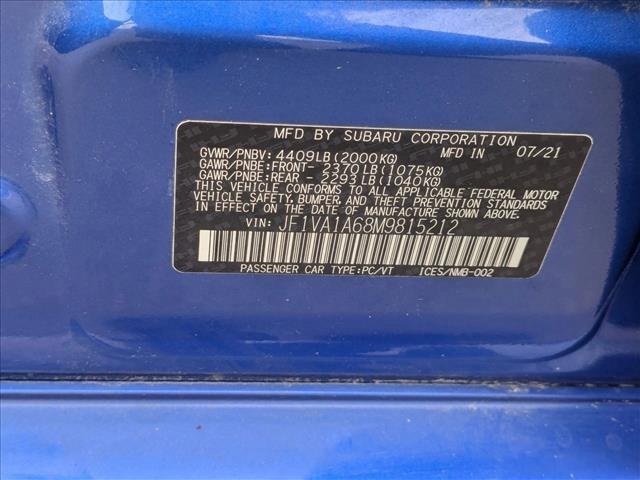 MFD BY SUBARU CORPORATION MFD IN 07/21
GVWR/PNBV: 4409LB(2000KG)
GAWR/PNBE:FRONT- 2370LB(1075KG)
GAWR/PNBE:REAR - 2293LB(1040KG)
THIS VEHICLE CONFORMS TO ALL APPLICABLE FEDERAL MOTOR
VEHICLE SAFETY, BUMPER, AND THEFT PREVENTION STANDARDS
IN EFFECT ON THE DATE OF MANUFACTURE SHOWN ABOVE.
VIN: JF1VA1A68M9815212
PASSENGER CAR TYPE:PC/VT ICES/NMB-002